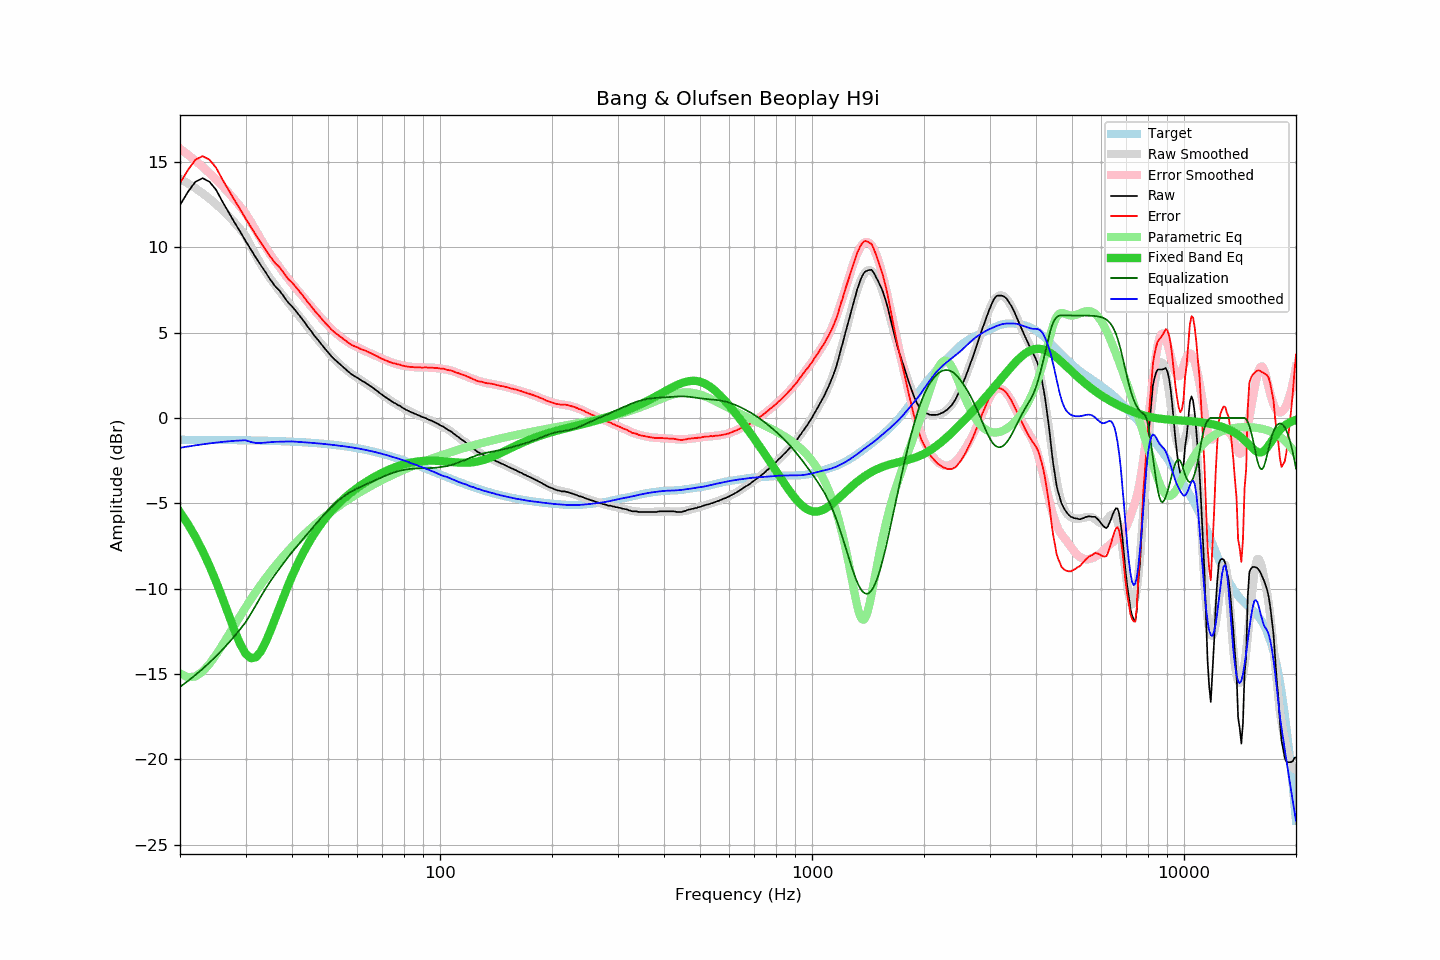 Bang & Olufsen Beoplay H9i
Target
Raw Smoothed
Error Smoothed
Raw
Error
Parametric Eq
Fixed Band Eq
Equalization
Equalized smoothed
Amplitude (dBr)
15
10
5
0
−5
−10
−15
−20
−25
100
1000
10000
Frequency (Hz)